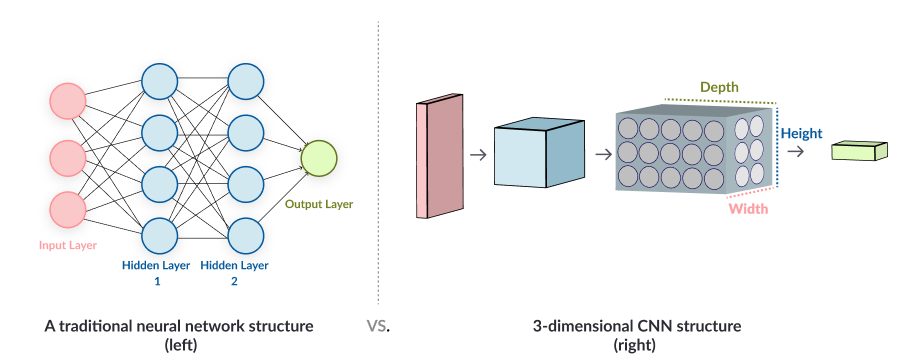 Depth
Height
Width
Output Layer
Input Layer
Hidden Layer
1
Hidden Layer
2
A traditional neural network structure
(left)
VS.
3-dimensional CNN structure
(right)